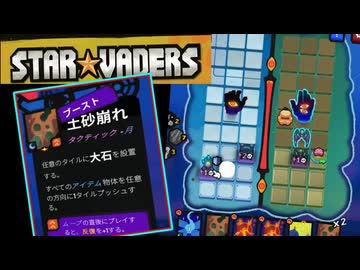 STAR★VADERS
ブースト
土砂崩れ
タクティック - 月
任意のタイルに大石を設置
する。
すべてのアイテム物体を任意
の方向に1タイルプッシュす
る。
ムーブの直後にプレイす
ると、反復を+1する。
x2